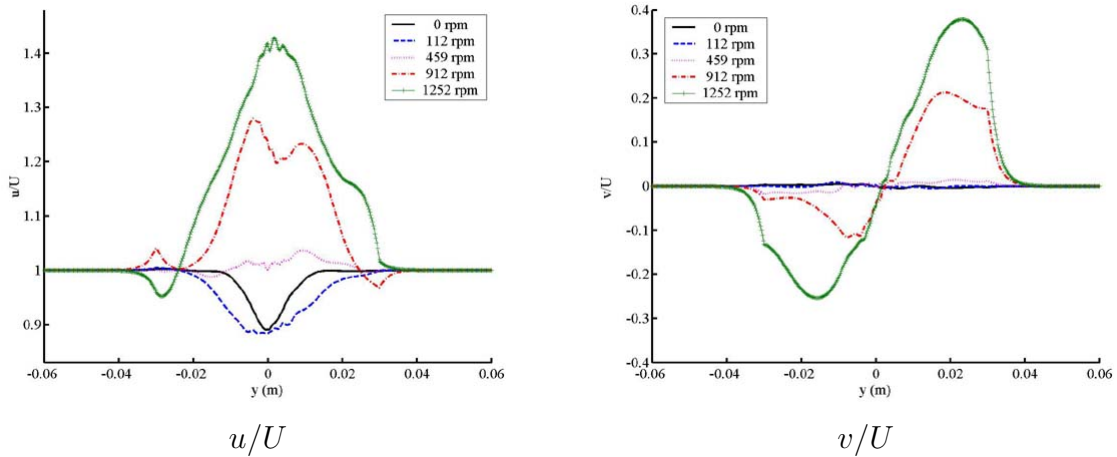 0 rpm
112 rpm
459 rpm
912 rpm
1252 rpm
1.4
1.3
1.2
1.1
1
0.9
u/U
-0.06 -0.04 -0.02 0 0.02 0.04 0.06
y (m)
u/U
0 rpm
112 rpm
459 rpm
912 rpm
1252 rpm
0.4
0.3
0.2
0.1
0
-0.1
-0.2
-0.3
-0.4
v/U
-0.06 -0.04 -0.02 0 0.02 0.04 0.06
y (m)
v/U